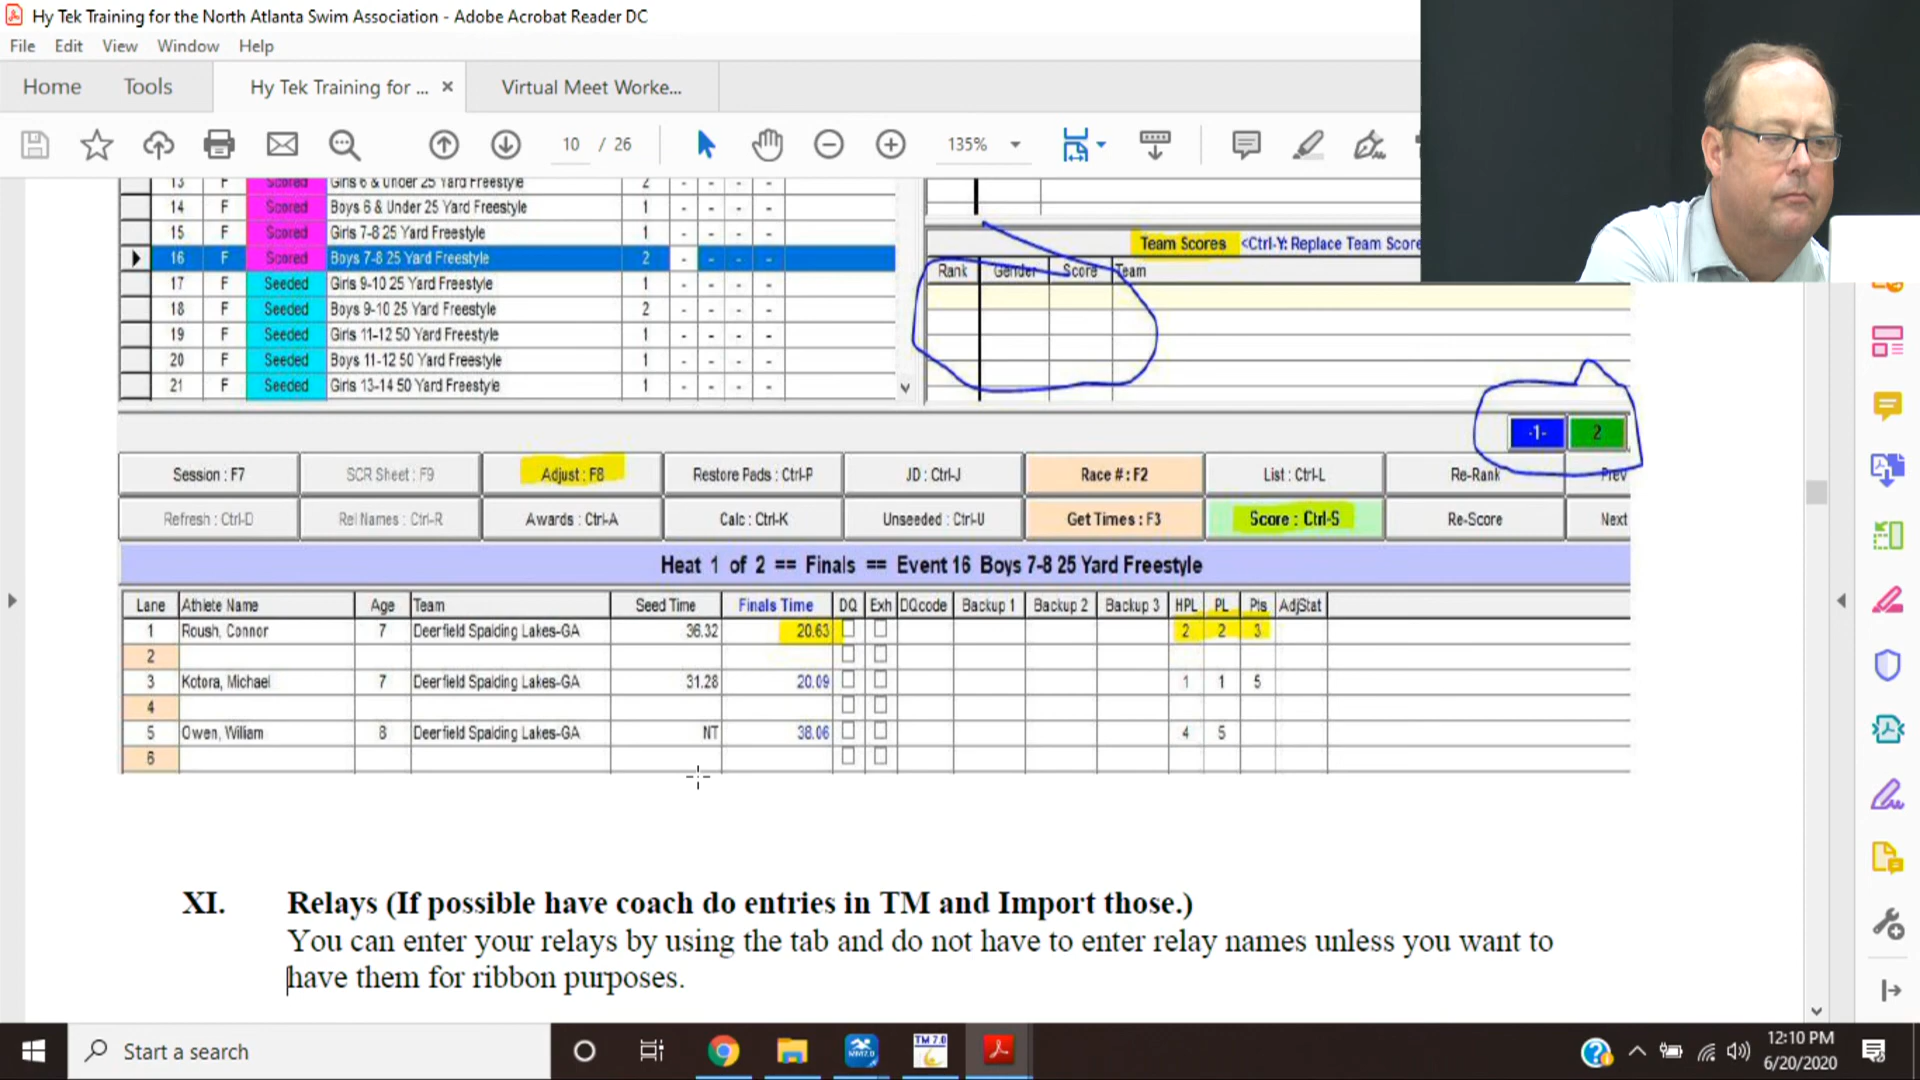 Hy Tek Training for the North Atlanta Swim Association - Adobe Acrobat Reader DC
File Edit View Window Help
Home Tools Hy Tek Training for ... × Virtual Meet Worke...
10 / 26 135%
13 F Scored Girls 6 & Under 25 Yard Freestyle 2 - - - -
14 F Scored Boys 6 & Under 25 Yard Freestyle 1 - - - -
15 F Scored Girls 7-8 25 Yard Freestyle 1 - - - -
16 F Scored Boys 7-8 25 Yard Freestyle 2 - - - -
17 F Seeded Girls 9-10 25 Yard Freestyle 1 - - - -
18 F Seeded Boys 9-10 25 Yard Freestyle 2 - - - -
19 F Seeded Girls 11-12 50 Yard Freestyle 1 - - - -
20 F Seeded Boys 11-12 50 Yard Freestyle 1 - - - -
21 F Seeded Girls 13-14 50 Yard Freestyle 1 - - - -
Team Scores <Ctrl-Y: Replace Team Score
Rank Gender Score Team
-1- 2
Session : F7 SCR Sheet : F9 Adjust : F8 Restore Pads : Ctrl-P JD : Ctrl-J Race # : F2 List : Ctrl-L Re-Rank Prev
Refresh : Ctrl-D Rel Names : Ctrl-R Awards : Ctrl-A Calc : Ctrl-K Unseeded : Ctrl-U Get Times : F3 Score : Ctrl-S Re-Score Next
Heat 1 of 2 == Finals == Event 16 Boys 7-8 25 Yard Freestyle
Lane Athlete Name Age Team Seed Time Finals Time DQ Exh DQcode Backup 1 Backup 2 Backup 3 HPL PL Pts AdjStat
1 Roush, Connor 7 Deerfield Spalding Lakes-GA 36.32 20.63 2 2 3
2
3 Kotora, Michael 7 Deerfield Spalding Lakes-GA 31.28 20.09 1 1 5
4
5 Owen, William 8 Deerfield Spalding Lakes-GA NT 38.06 4 5
6
XI. Relays (If possible have coach do entries in TM and Import those.)
You can enter your relays by using the tab and do not have to enter relay names unless you want to
have them for ribbon purposes.
Start a search
MM7.0
TM 7.0
12:10 PM
6/20/2020